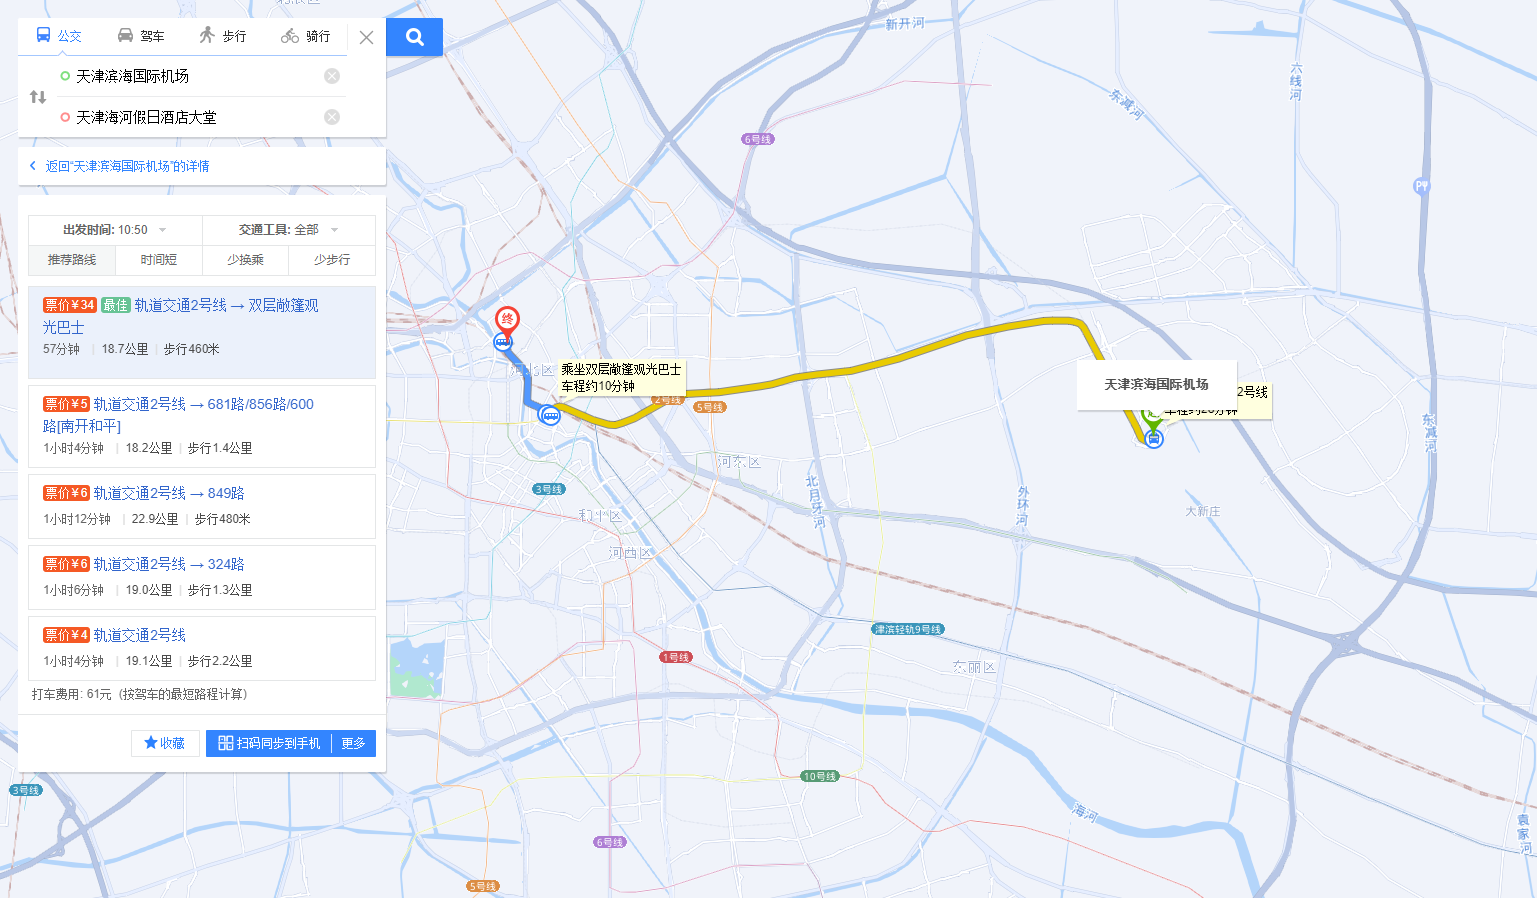 公交
驾车
步行
骑行
天津滨海国际机场
天津海河假日酒店大堂
返回“天津滨海国际机场”的详情
出发时间: 10:50
交通工具: 全部
推荐路线
时间短
少换乘
少步行
票价¥34 最佳 轨道交通2号线 → 双层敞篷观
光巴士
57分钟 | 18.7公里 | 步行460米
票价¥5 轨道交通2号线 → 681路/856路/600
路[南开和平]
1小时4分钟 | 18.2公里 | 步行1.4公里
票价¥6 轨道交通2号线 → 849路
1小时12分钟 | 22.9公里 | 步行480米
票价¥6 轨道交通2号线 → 324路
1小时6分钟 | 19.0公里 | 步行1.3公里
票价¥4 轨道交通2号线
1小时4分钟 | 19.1公里 | 步行2.2公里
打车费用: 61元（按驾车的最短路程计算）
收藏
扫码同步到手机
更多
新开河
六线河
东减河
6号线
终
乘坐双层敞篷观光巴士
车程约10分钟
2号线
5号线
天津滨海国际机场
2号线
东减河
河东区
3号线
北月牙河
外环河
大新庄
和平区
河西区
津滨轻轨9号线
1号线
东丽区
10号线
3号线
海河
袁家河
6号线
5号线